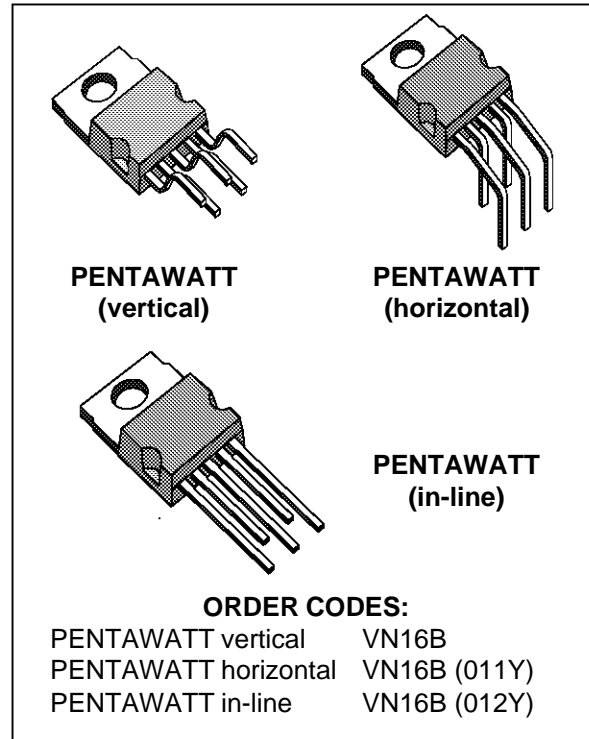 PENTAWATT
(vertical)
PENTAWATT
(horizontal)
PENTAWATT
(in-line)
ORDER CODES:
PENTAWATT vertical VN16B
PENTAWATT horizontal VN16B (011Y)
PENTAWATT in-line VN16B (012Y)